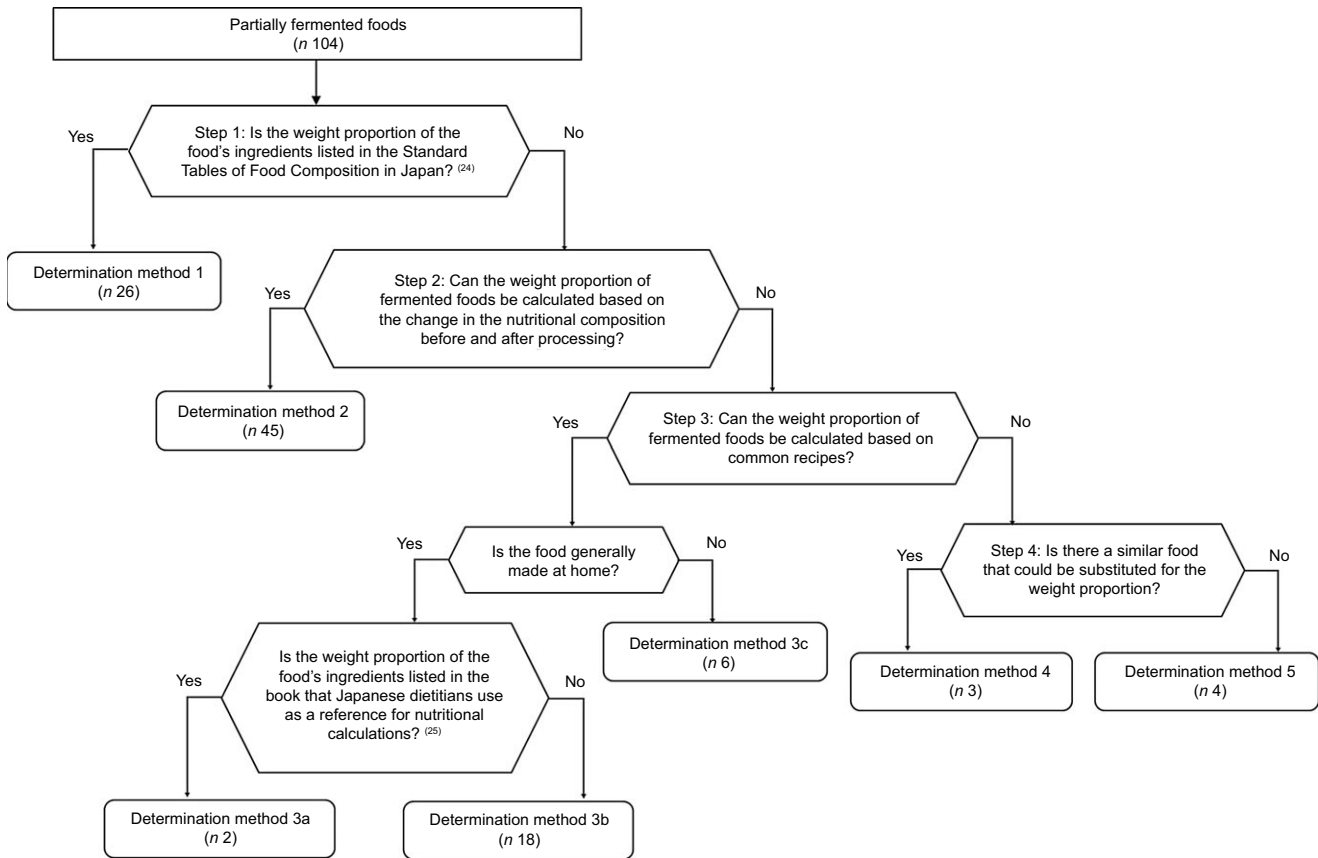 Partially fermented foods
(n 104)
Yes
Step 1: Is the weight proportion of the
food's ingredients listed in the Standard
Tables of Food Composition in Japan? (24)
No
Determination method 1
(n 26)
Yes
Step 2: Can the weight proportion of
fermented foods be calculated based on
the change in the nutritional composition
before and after processing?
No
Determination method 2
(n 45)
Yes
Step 3: Can the weight proportion of
fermented foods be calculated based on
common recipes?
No
Yes
Is the food generally
made at home?
No
Yes
Step 4: Is there a similar food
that could be substituted for the
weight proportion?
No
Determination method 3c
(n 6)
Determination method 4
(n 3)
Determination method 5
(n 4)
Yes
Is the weight proportion of the
food's ingredients listed in the
book that Japanese dietitians use
as a reference for nutritional
calculations? (25)
No
Determination method 3a
(n 2)
Determination method 3b
(n 18)